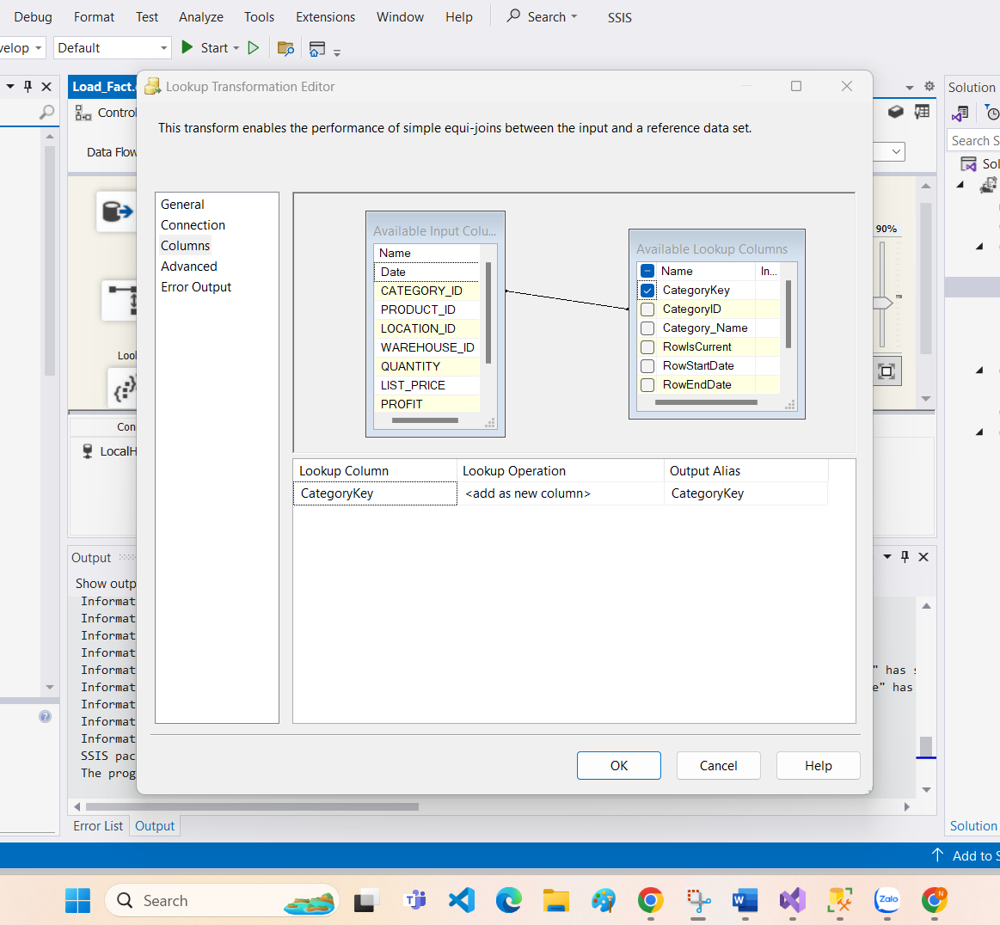 Debug Format Test Analyze Tools Extensions Window Help Search SSIS
velop Default Start
Load_Fact. Lookup Transformation Editor Solution
Control
This transform enables the performance of simple equi-joins between the input and a reference data set.
Search S
Data Flow
Sol
General
Connection
Columns
Advanced
Error Output
Available Input Colu...
Name
Date
CATEGORY_ID
PRODUCT_ID
LOCATION_ID
WAREHOUSE_ID
QUANTITY
LIST_PRICE
PROFIT
Available Lookup Columns
Name In...
CategoryKey
CategoryID
Category_Name
RowIsCurrent
RowStartDate
RowEndDate
90%
Look
Con
LocalH
Lookup Column Lookup Operation Output Alias
CategoryKey <add as new column> CategoryKey
Output
Show outp
Informat
Informat
Informat
Informat
Informat " has s
Informat e" has
Informat
Informat
Informat
SSIS pac
The prog
OK Cancel Help
Error List Output Solution
Add to S
Search
Zalo
N